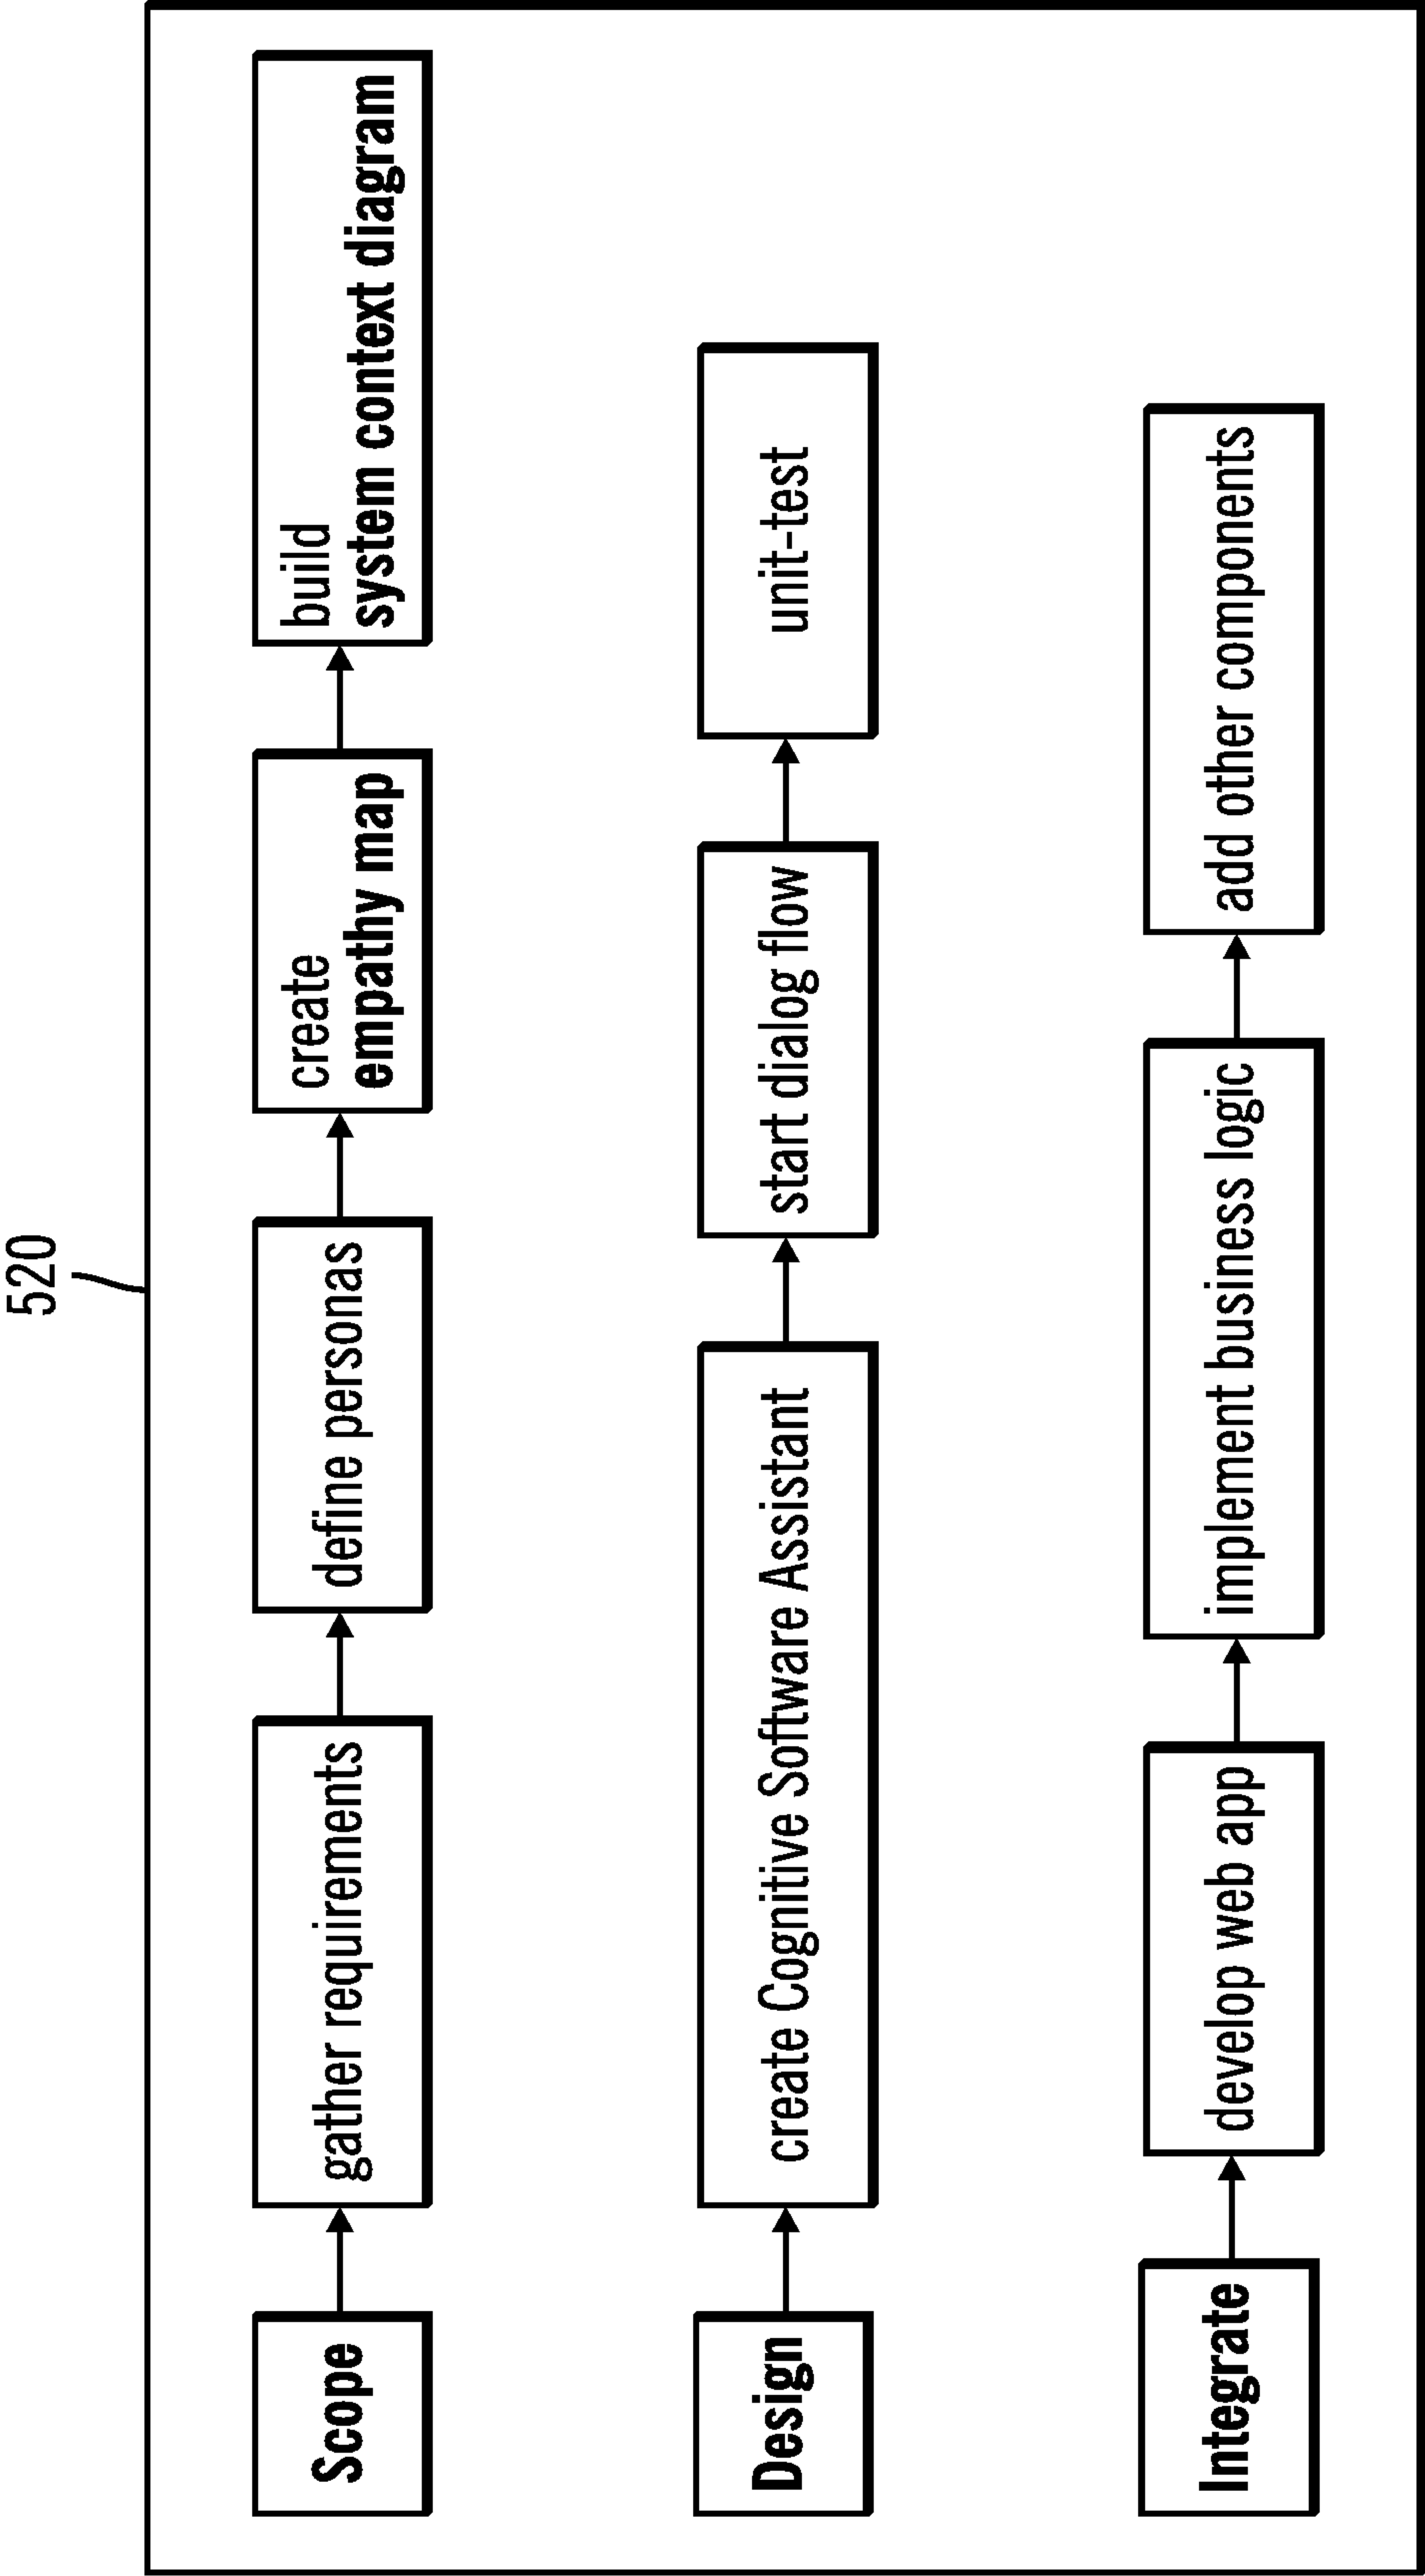 520
Scope
gather requirements
define personas
create
empathy map
build
system context diagram
Design
create Cognitive Software Assistant
start dialog flow
unit-test
Integrate
develop web app
implement business logic
add other components